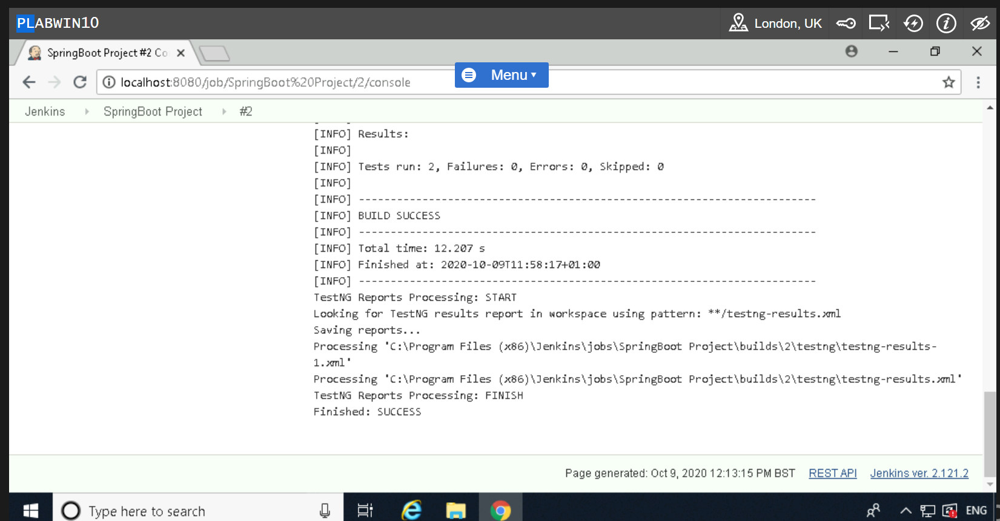 PLABWIN10
London, UK
SpringBoot Project #2 Co
localhost:8080/job/SpringBoot%20Project/2/console
Menu
Jenkins
SpringBoot Project
#2
[INFO] Results:
[INFO]
[INFO] Tests run: 2, Failures: 0, Errors: 0, Skipped: 0
[INFO]
[INFO] ------------------------------------------------------------------------
[INFO] BUILD SUCCESS
[INFO] ------------------------------------------------------------------------
[INFO] Total time: 12.207 s
[INFO] Finished at: 2020-10-09T11:58:17+01:00
[INFO] ------------------------------------------------------------------------
TestNG Reports Processing: START
Looking for TestNG results report in workspace using pattern: **/testng-results.xml
Saving reports...
Processing 'C:\Program Files (x86)\Jenkins\jobs\SpringBoot Project\builds\2\testng\testng-results-
1.xml'
Processing 'C:\Program Files (x86)\Jenkins\jobs\SpringBoot Project\builds\2\testng\testng-results.xml'
TestNG Reports Processing: FINISH
Finished: SUCCESS
Page generated: Oct 9, 2020 12:13:15 PM BST
REST API
Jenkins ver. 2.121.2
Type here to search
ENG